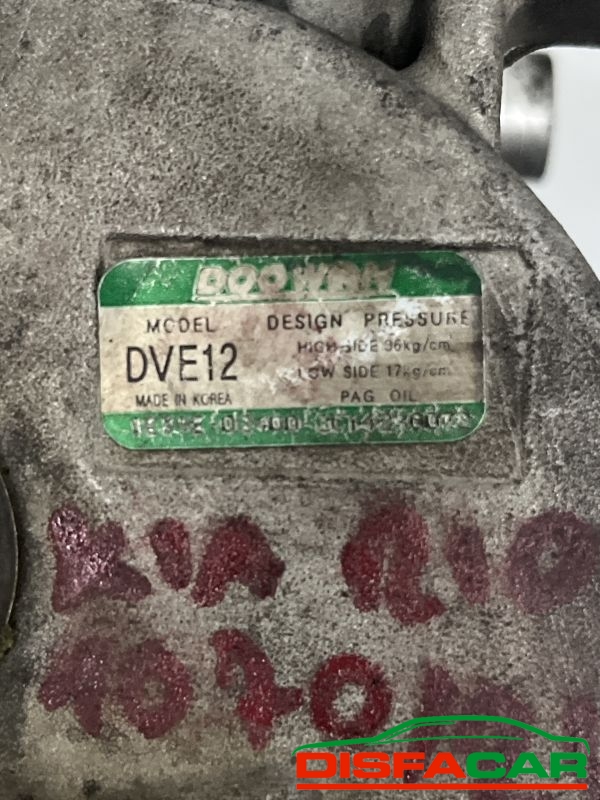 DOOWON
MODEL DESIGN PRESSURE
DVE12 HIGH SIDE 36kg/cm
LOW SIDE 17kg/cm
MADE IN KOREA PAG OIL
KIA RIO
DISFACAR